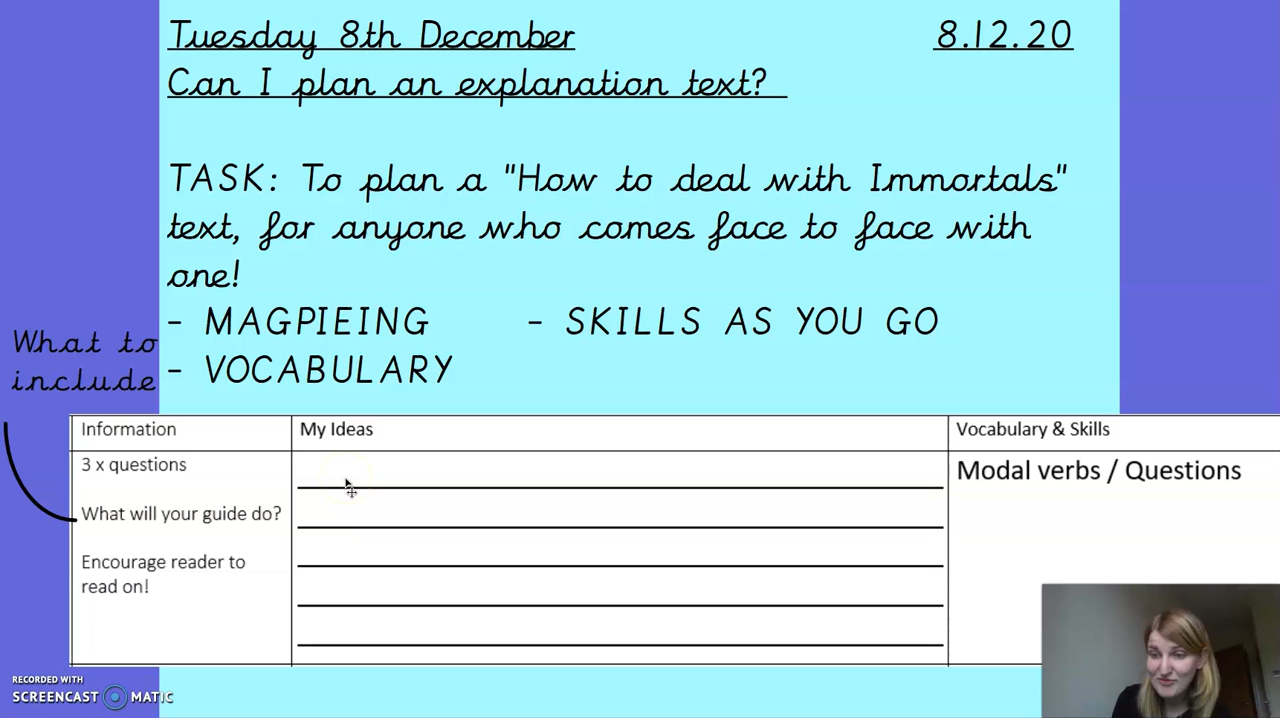 Tuesday 8th December 8.12.20
Can I plan an explanation text?
TASK: To plan a "How to deal with Immortals"
text, for anyone who comes face to face with
one!
- MAGPIEING - SKILLS AS YOU GO
- VOCABULARY
What to
include
Information My Ideas Vocabulary & Skills
3 x questions Modal verbs / Questions
What will your guide do?
Encourage reader to
read on!
RECORDED WITH
SCREENCAST MATIC